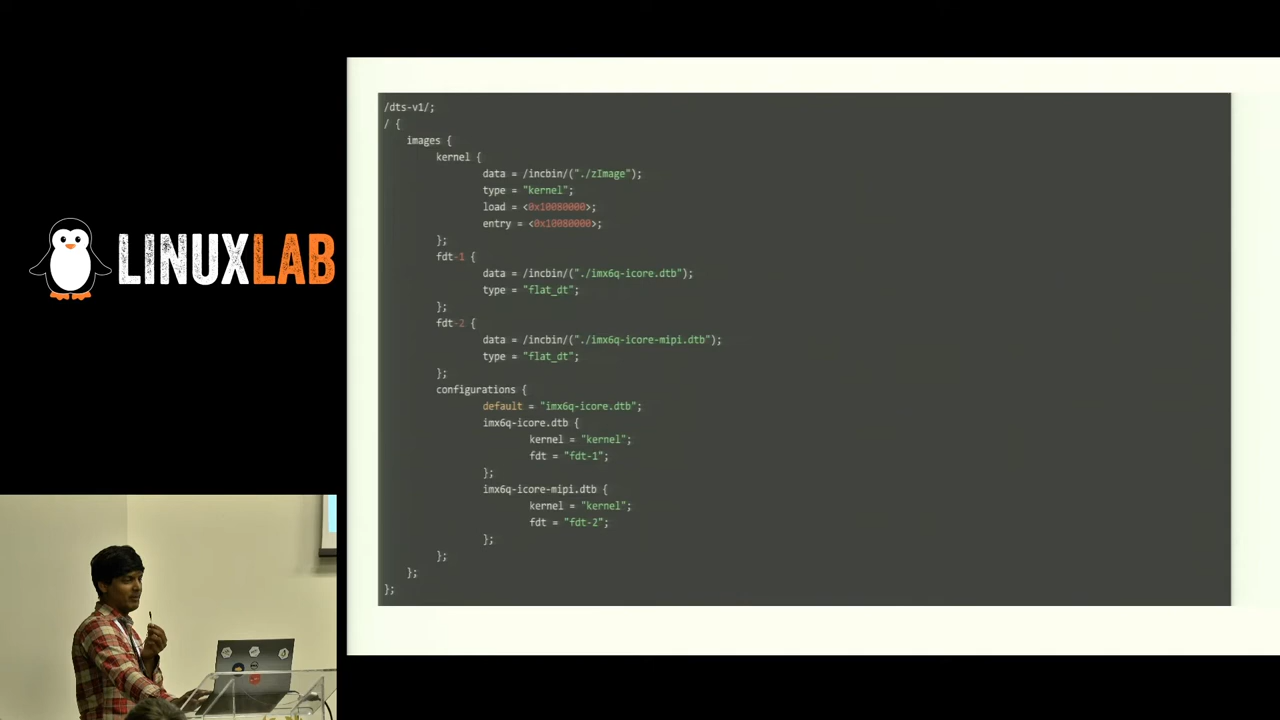 LINUXLAB
/dts-v1/;
/ {
images {
kernel {
data = /incbin/("./zImage");
type = "kernel";
load = <0x10080000>;
entry = <0x10080000>;
};
fdt-1 {
data = /incbin/("./imx6q-icore.dtb");
type = "flat_dt";
};
fdt-2 {
data = /incbin/("./imx6q-icore-mipi.dtb");
type = "flat_dt";
};
configurations {
default = "imx6q-icore.dtb";
imx6q-icore.dtb {
kernel = "kernel";
fdt = "fdt-1";
};
imx6q-icore-mipi.dtb {
kernel = "kernel";
fdt = "fdt-2";
};
};
};
};